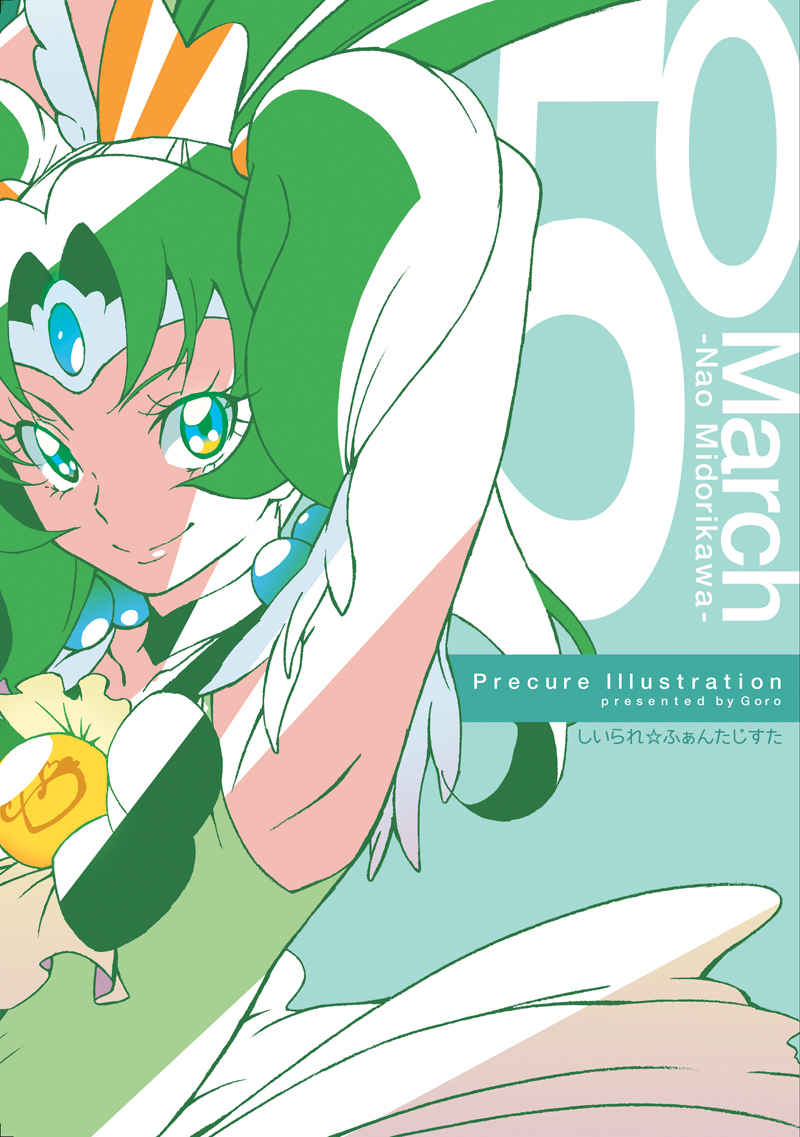 50
March
-Nao Midorikawa-
Precure Illustration
presented by Goro
しいられ☆ふぁんたじすた